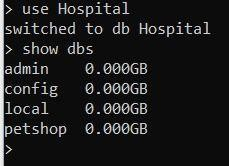 > use Hospital
switched to db Hospital
> show dbs
admin    0.000GB
config   0.000GB
local    0.000GB
petshop  0.000GB
>